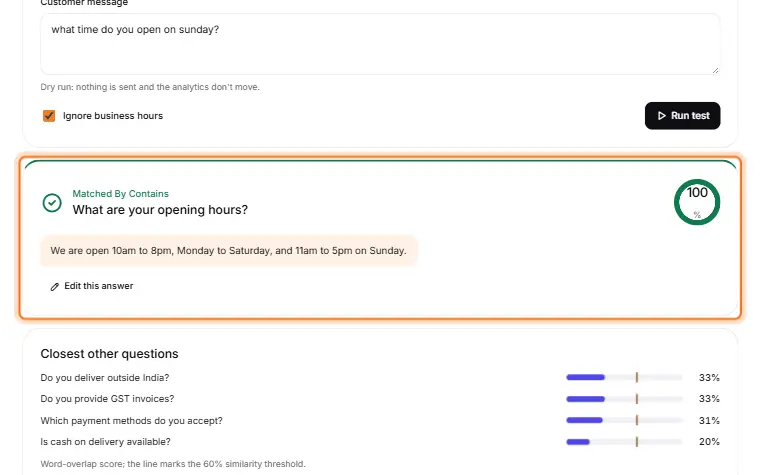 Customer message
what time do you open on sunday?
Dry run: nothing is sent and the analytics don't move.
Ignore business hours
Run test
Matched By Contains
What are your opening hours?
100
%
We are open 10am to 8pm, Monday to Saturday, and 11am to 5pm on Sunday.
Edit this answer
Closest other questions
Do you deliver outside India? 33%
Do you provide GST invoices? 33%
Which payment methods do you accept? 31%
Is cash on delivery available? 20%
Word-overlap score; the line marks the 60% similarity threshold.